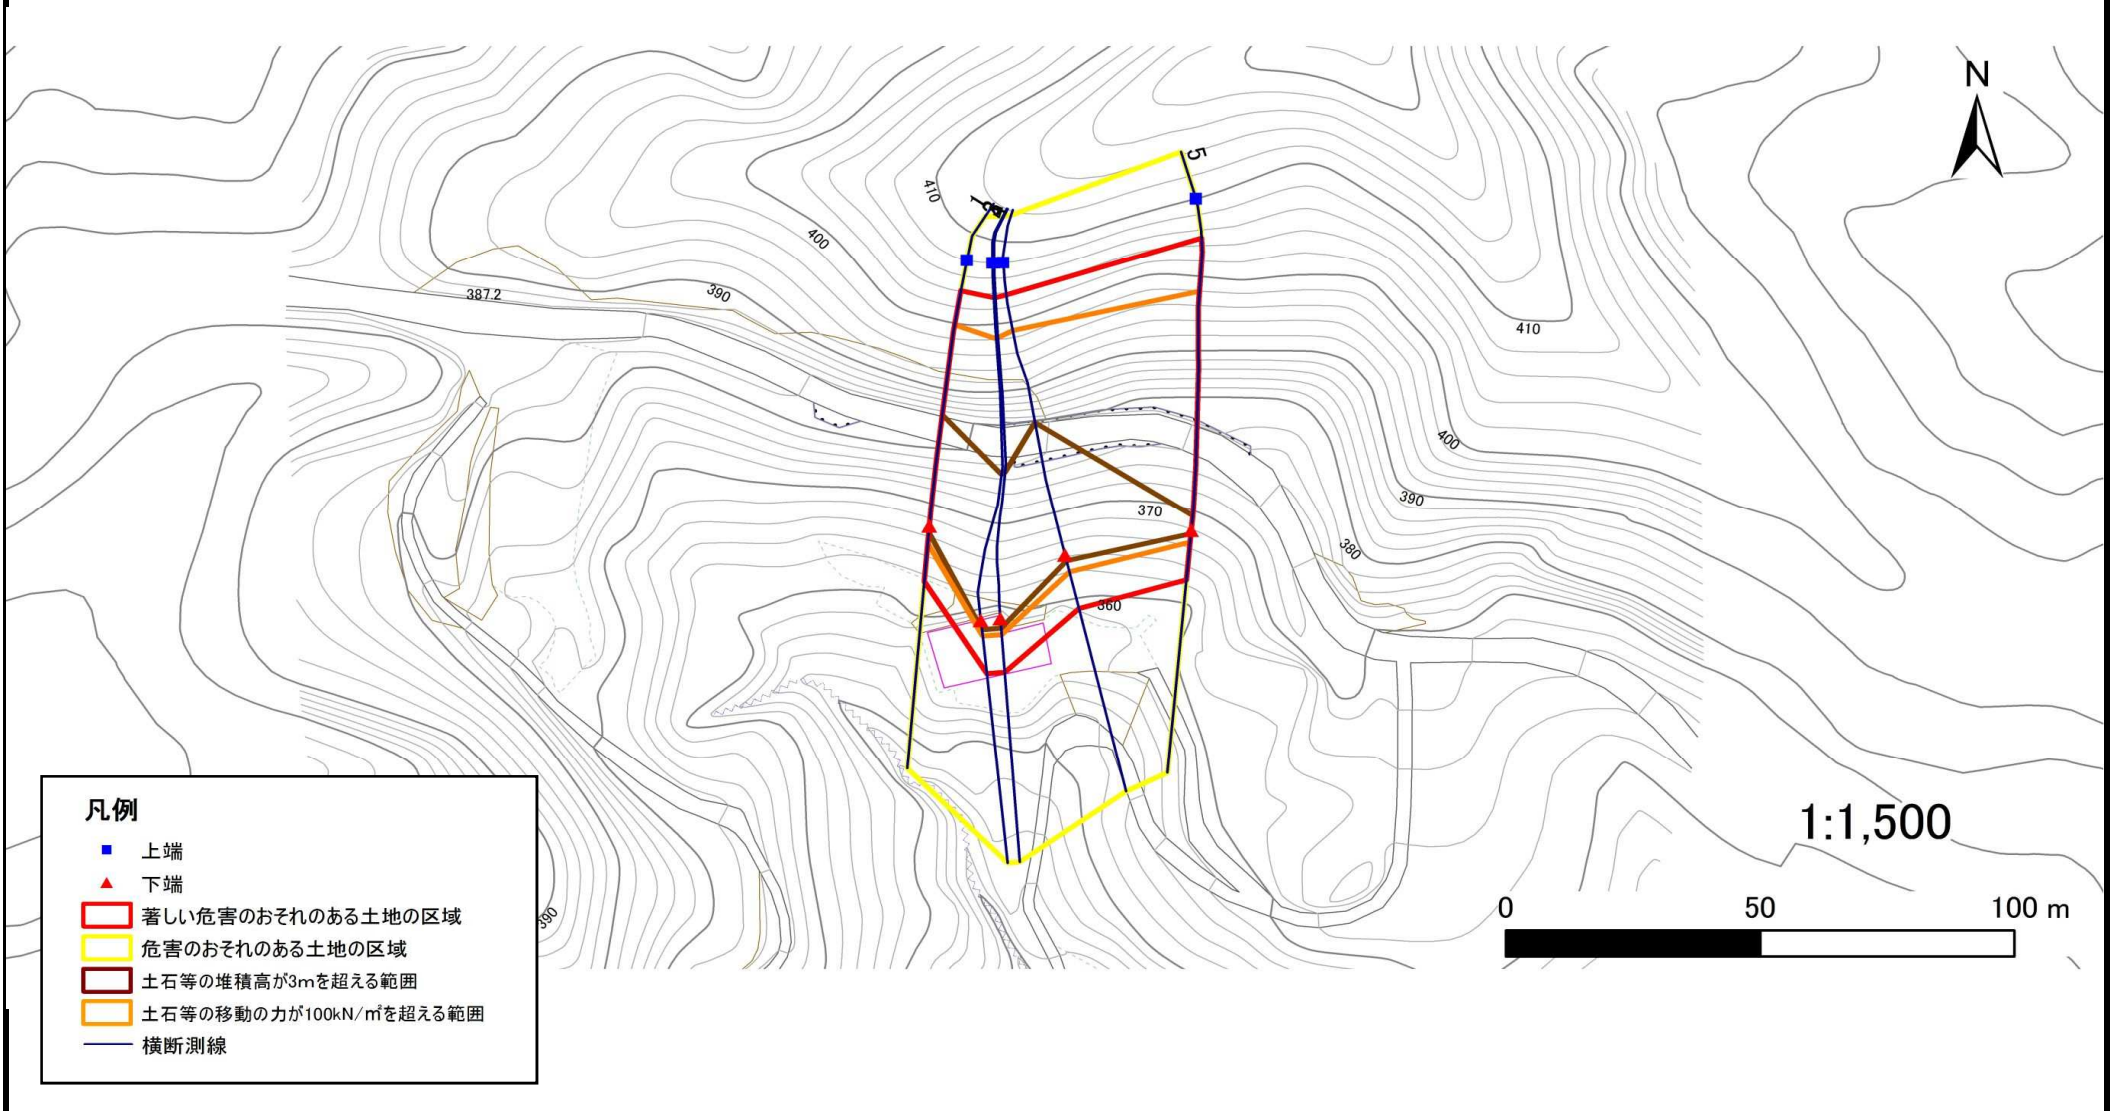 N
5
1
410
400
390
387.2
410
400
390
370
380
360
390
凡例
上端
下端
著しい危害のおそれのある土地の区域
危害のおそれのある土地の区域
土石等の堆積高が3mを超える範囲
土石等の移動の力が100kN/㎡を超える範囲
横断測線
1:1,500
0 50 100 m